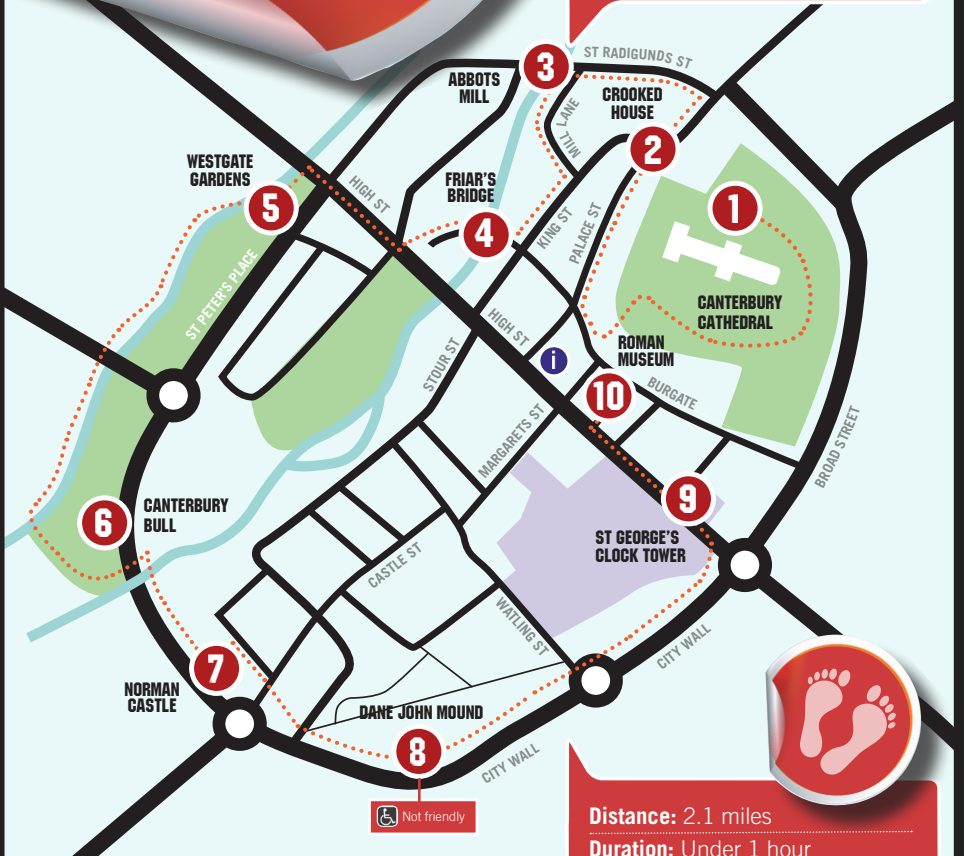 ST RADIGUNDS ST
3
ABBOTS
MILL
CROOKED
HOUSE
MILL LANE
2
WESTGATE
GARDENS
5
HIGH ST
FRIAR'S
BRIDGE
4
KING ST
PALACE ST
1
CANTERBURY
CATHEDRAL
ST PETER'S PLACE
HIGH ST
i
ROMAN
MUSEUM
10
BURGATE
STOUR ST
MARGARETS ST
BROAD STREET
9
6
CANTERBURY
BULL
ST GEORGE'S
CLOCK TOWER
CASTLE ST
WATLING ST
CITY WALL
7
NORMAN
CASTLE
DANE JOHN MOUND
8
CITY WALL
Not friendly
Distance: 2.1 miles
Duration: Under 1 hour